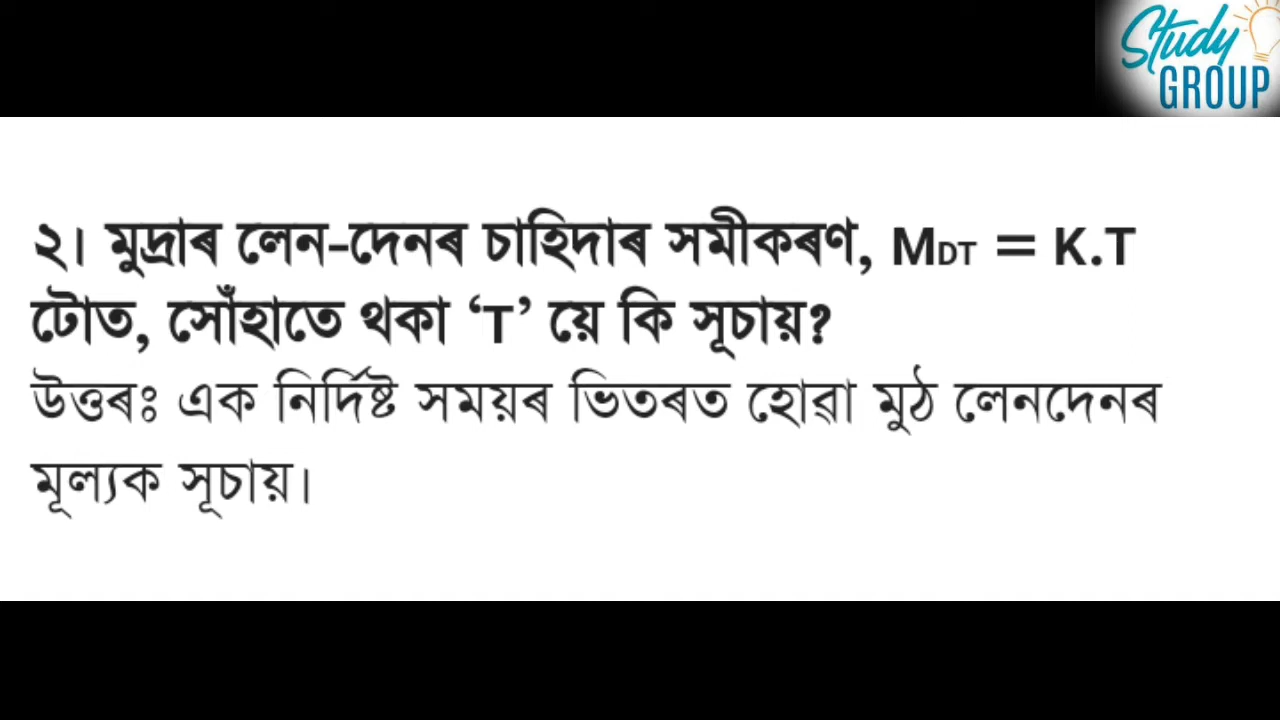 Study
GROUP
২। মুদ্ৰাৰ লেন-দেনৰ চাহিদাৰ সমীকৰণ, MDT = K.T
টোত, সোঁহাতে থকা ‘T’ য়ে কি সূচায়?
উত্তৰঃ এক নিৰ্দিষ্ট সময়ৰ ভিতৰত হোৱা মুঠ লেনদেনৰ
মূল্যক সূচায়।